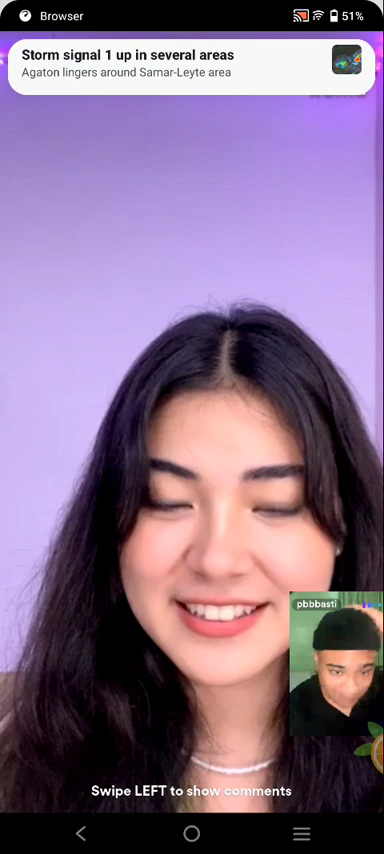 Browser
51%
Storm signal 1 up in several areas
Agaton lingers around Samar-Leyte area
pbbbasti
Swipe LEFT to show comments